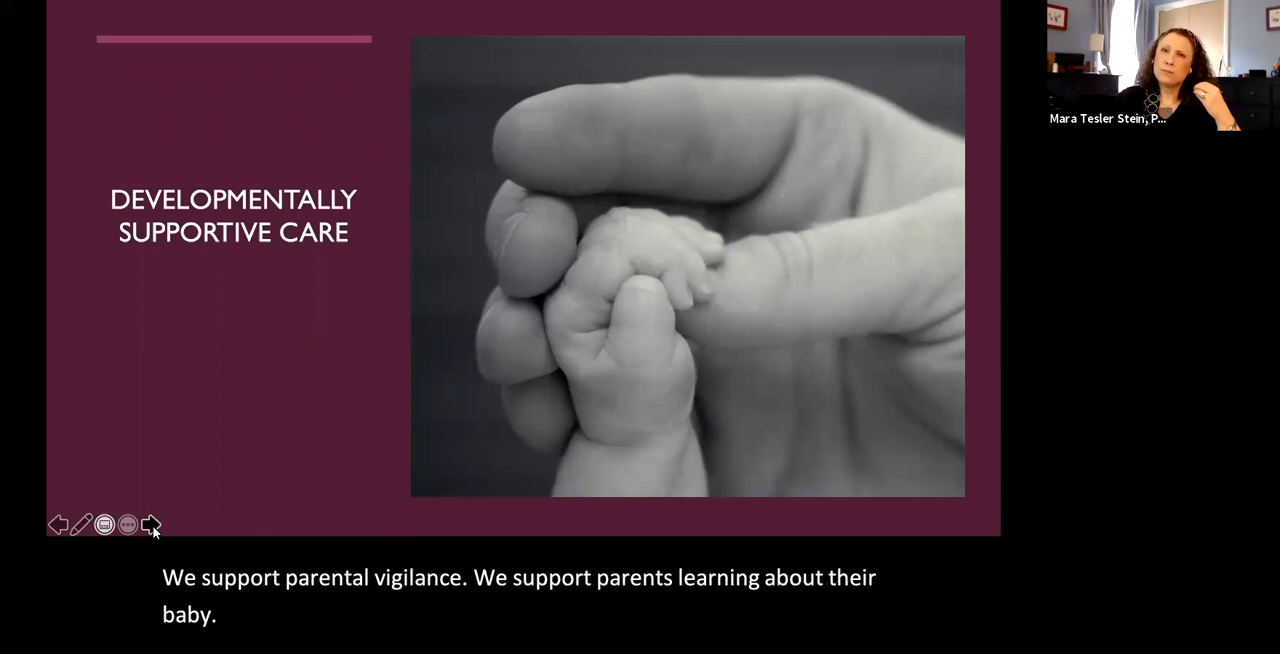 DEVELOPMENTALLY
SUPPORTIVE CARE
Mara Tesler Stein, P...
We support parental vigilance. We support parents learning about their
baby.